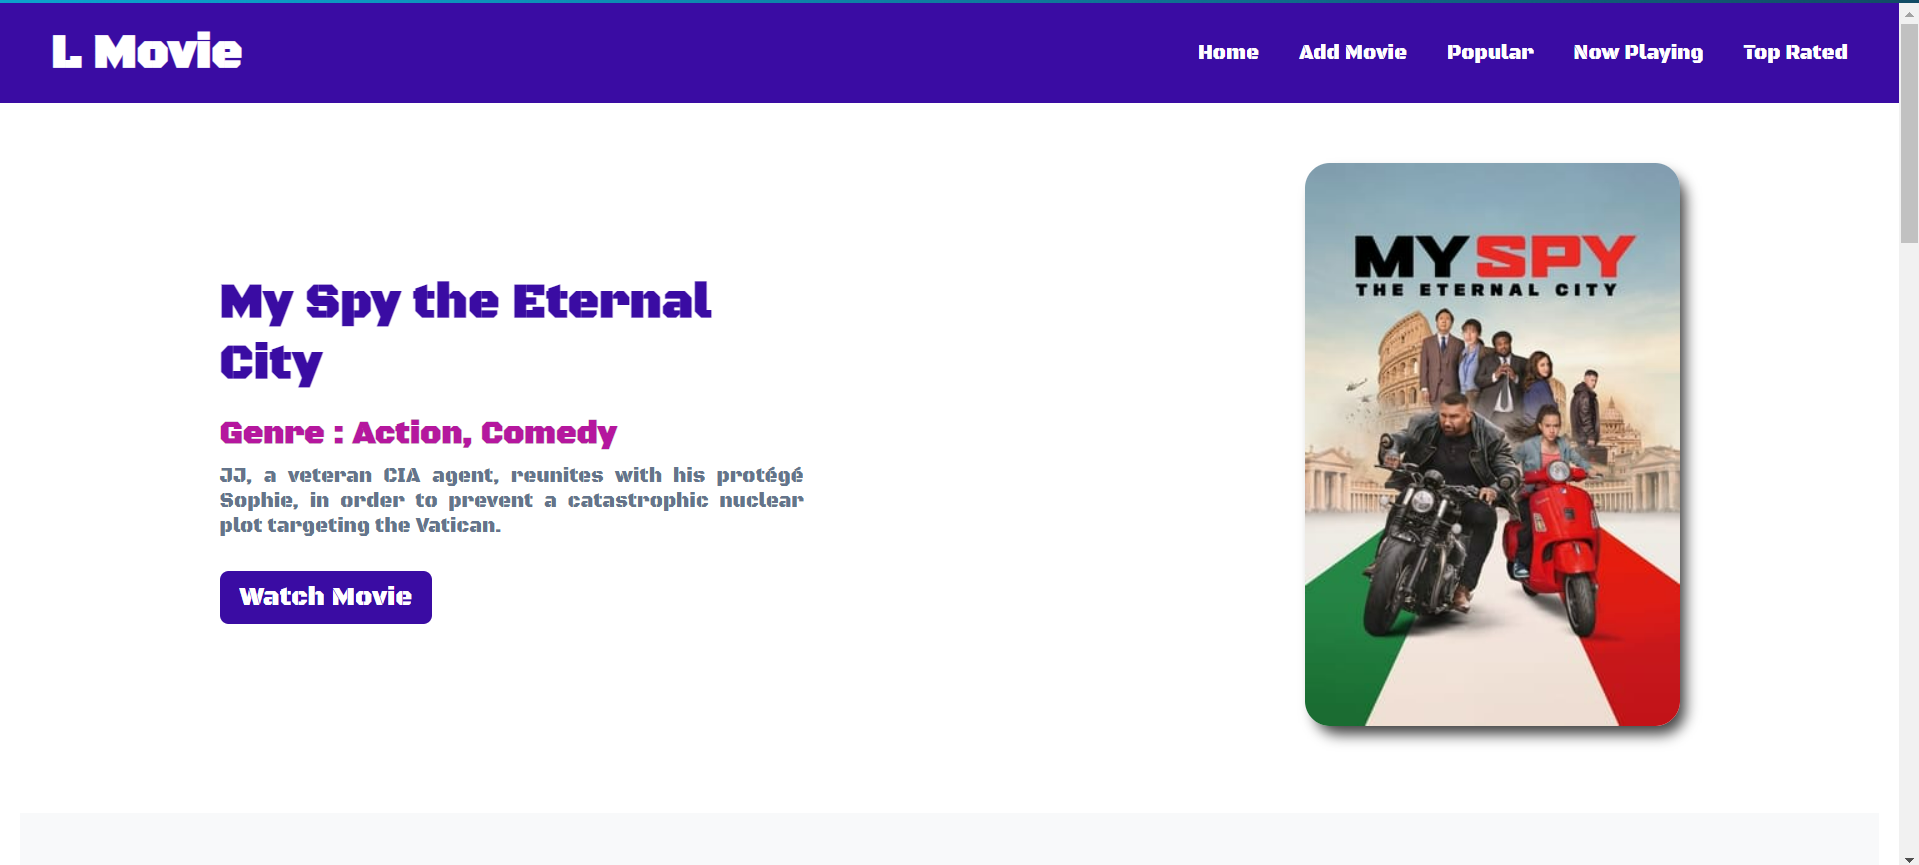 L Movie
Home
Add Movie
Popular
Now Playing
Top Rated
My Spy the Eternal
City
Genre : Action, Comedy
JJ, a veteran CIA agent, reunites with his protégé
Sophie, in order to prevent a catastrophic nuclear
plot targeting the Vatican.
Watch Movie
MY SPY
THE ETERNAL CITY